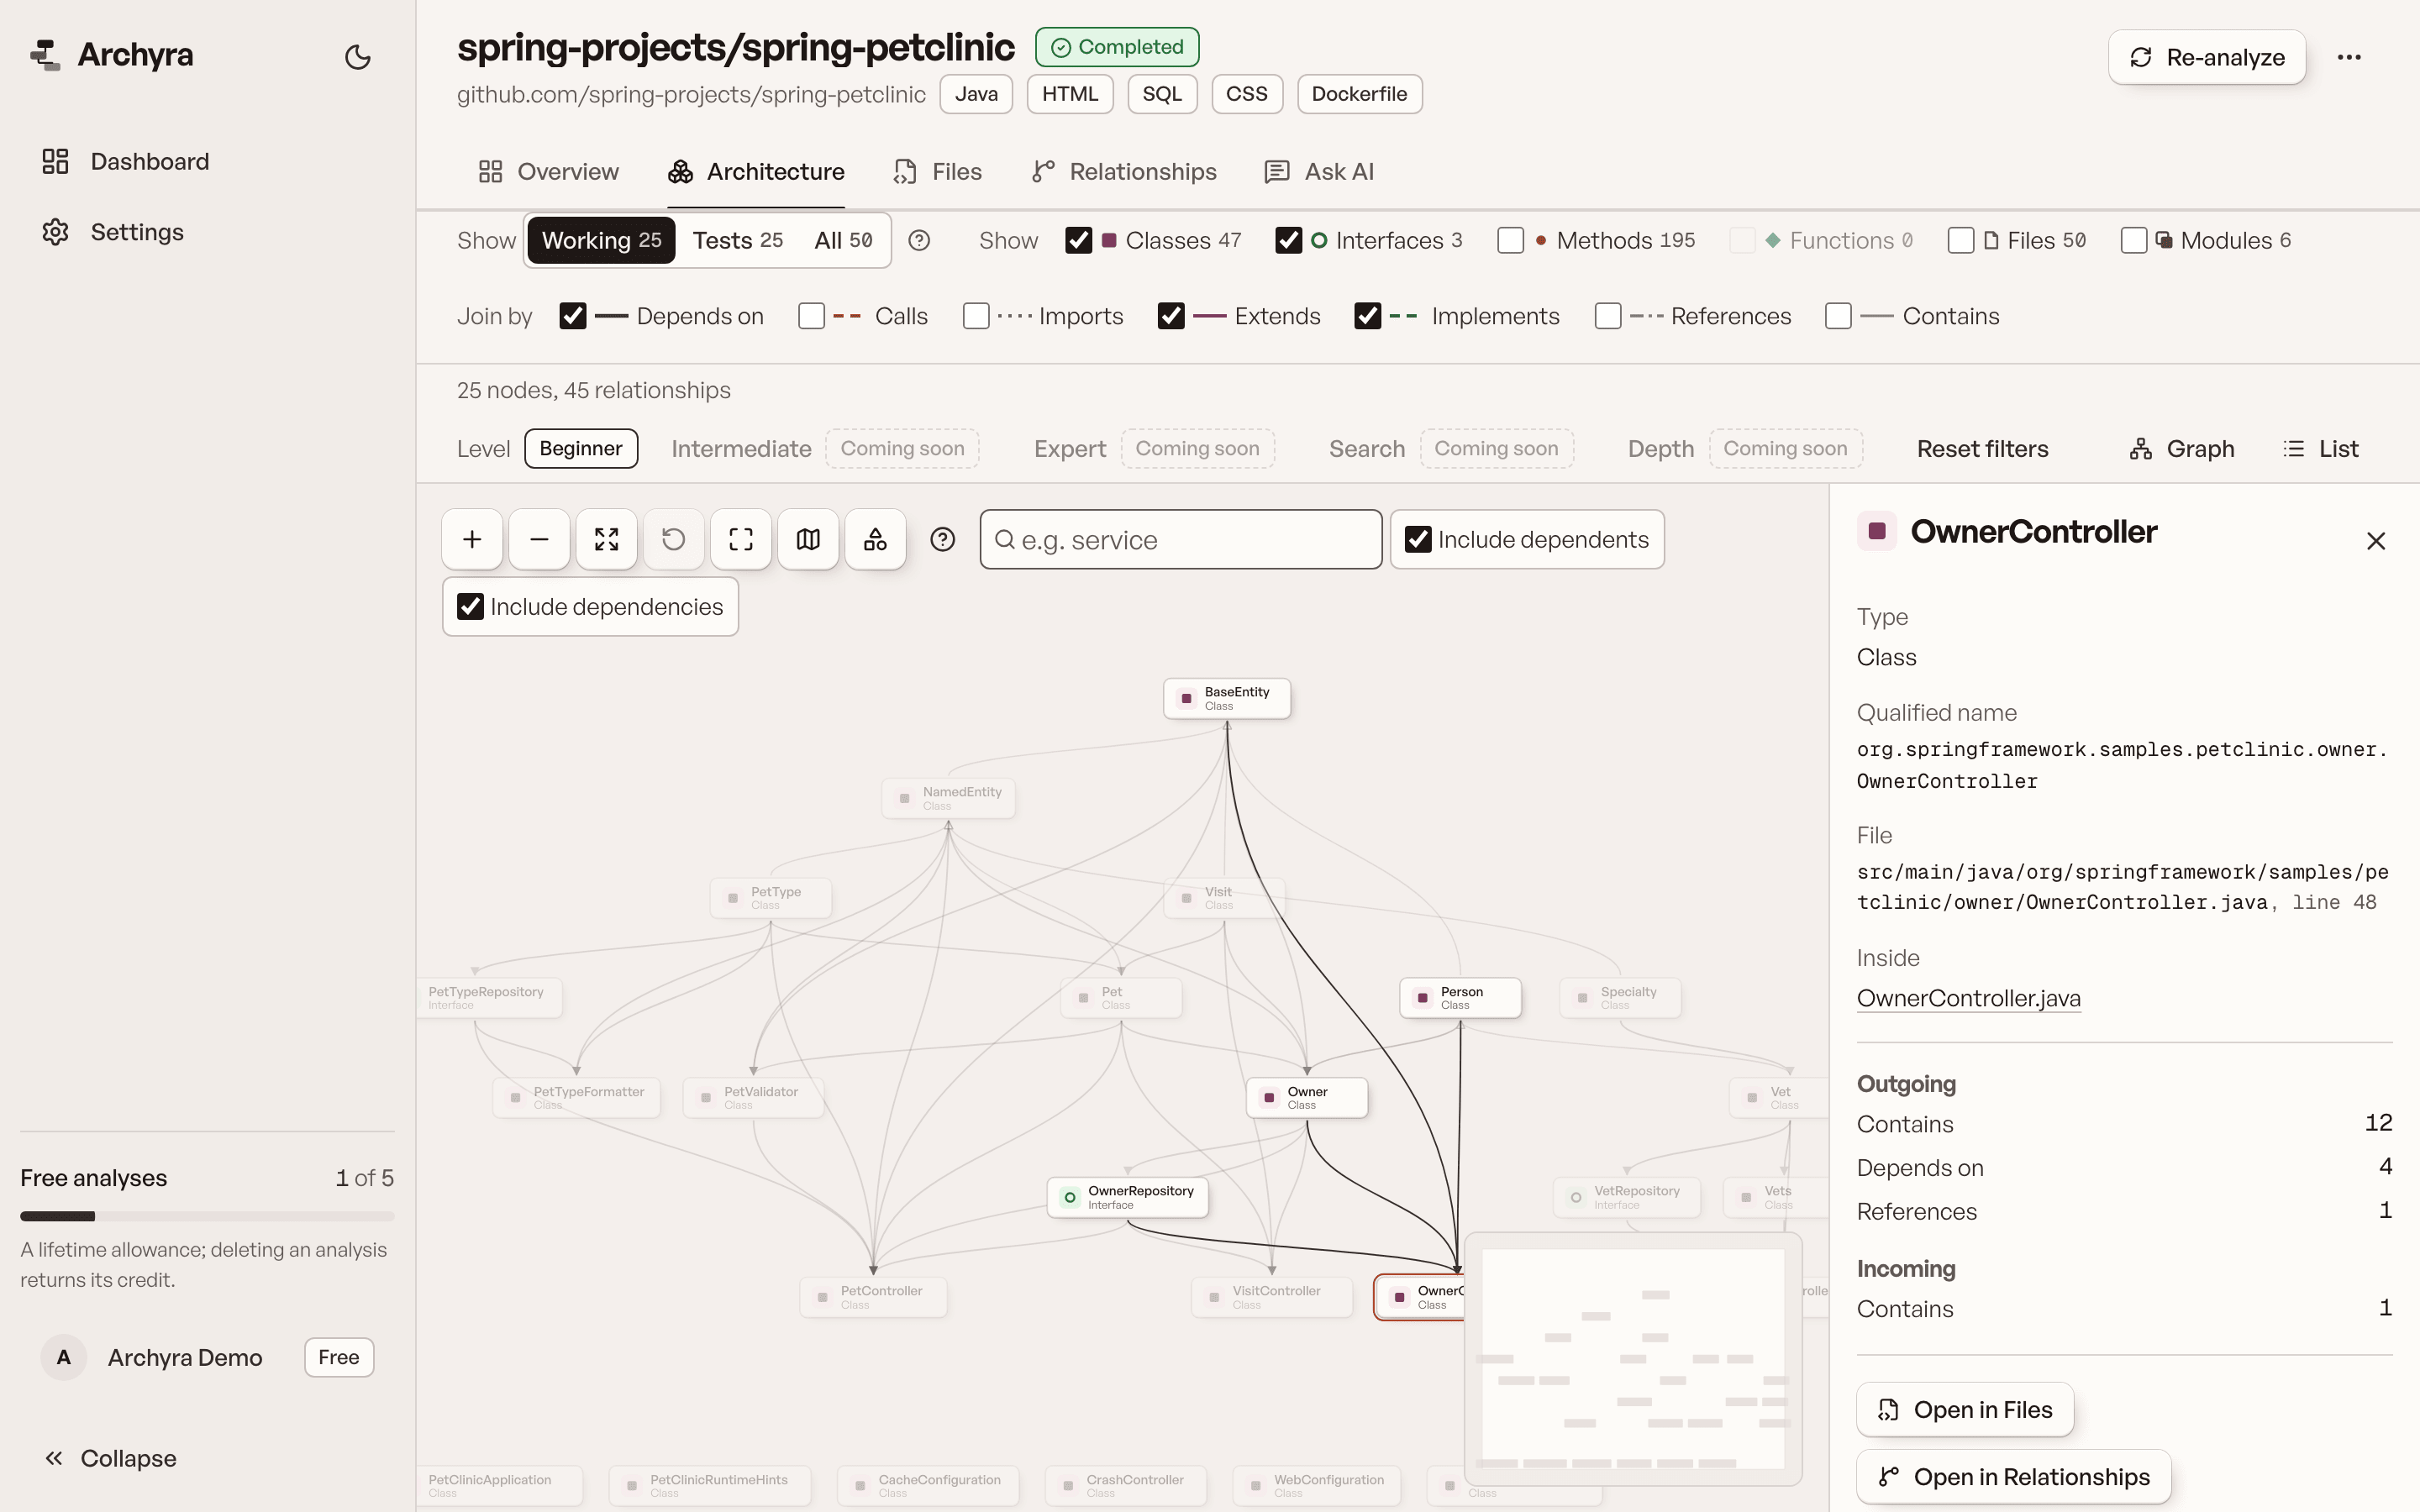 Archyra
Dashboard
Settings
Free analyses 1 of 5
A lifetime allowance; deleting an analysis
returns its credit.
A Archyra Demo Free
Collapse
spring-projects/spring-petclinic Completed
github.com/spring-projects/spring-petclinic Java HTML SQL CSS Dockerfile
Re-analyze
Overview Architecture Files Relationships Ask AI
Show Working 25 Tests 25 All 50 Show Classes 47 Interfaces 3 Methods 195 Functions 0 Files 50 Modules 6
Join by Depends on Calls Imports Extends Implements References Contains
25 nodes, 45 relationships
Level Beginner Intermediate Coming soon Expert Coming soon Search Coming soon Depth Coming soon Reset filters Graph List
e.g. service Include dependents
Include dependencies
BaseEntity
Class
NamedEntity
Class
PetType
Class
Visit
Class
PetTypeRepository
Interface
Pet
Class
Person
Class
Specialty
Class
PetTypeFormatter
Class
PetValidator
Class
Owner
Class
Vet
Class
OwnerRepository
Interface
VetRepository
Interface
Vets
Class
PetController
Class
VisitController
Class
OwnerC
Class
PetClinicApplication
Class
PetClinicRuntimeHints
Class
CacheConfiguration
Class
CrashController
Class
WebConfiguration
Class
Class
OwnerController
Type
Class
Qualified name
org.springframework.samples.petclinic.owner.
OwnerController
File
src/main/java/org/springframework/samples/pe
tclinic/owner/OwnerController.java, line 48
Inside
OwnerController.java
Outgoing
Contains 12
Depends on 4
References 1
Incoming
Contains 1
Open in Files
Open in Relationships